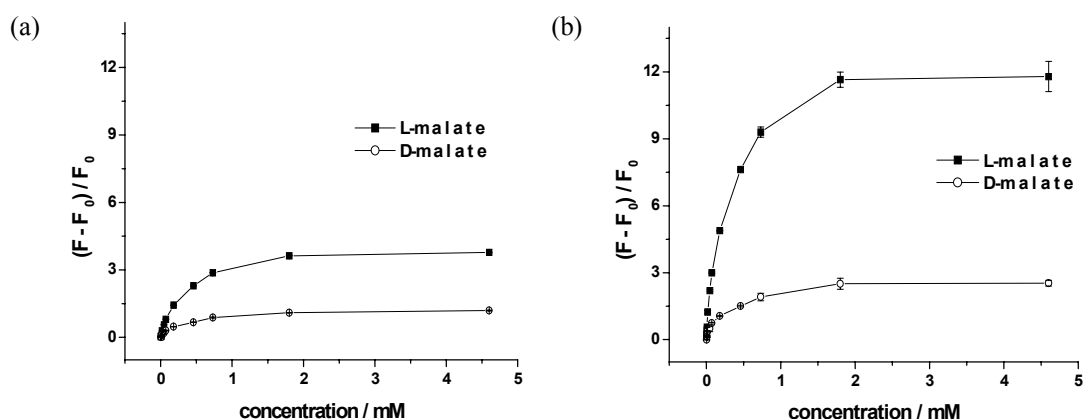 (a)
12
9
6
3
0
(F - F₀) / F₀
L-malate
D-malate
0 1 2 3 4 5
concentration / mM
(b)
12
9
6
3
0
(F - F₀) / F₀
L-malate
D-malate
0 1 2 3 4 5
concentration / mM